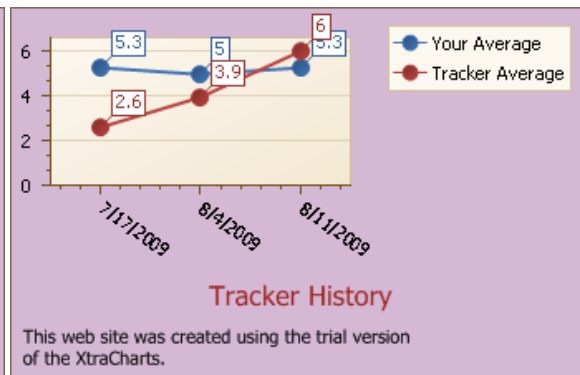 6
4
2
0
5.3
5
5.3
2.6
3.9
6
7/17/2009
8/4/2009
8/11/2009
Your Average
Tracker Average
Tracker History
This web site was created using the trial version
of the XtraCharts.